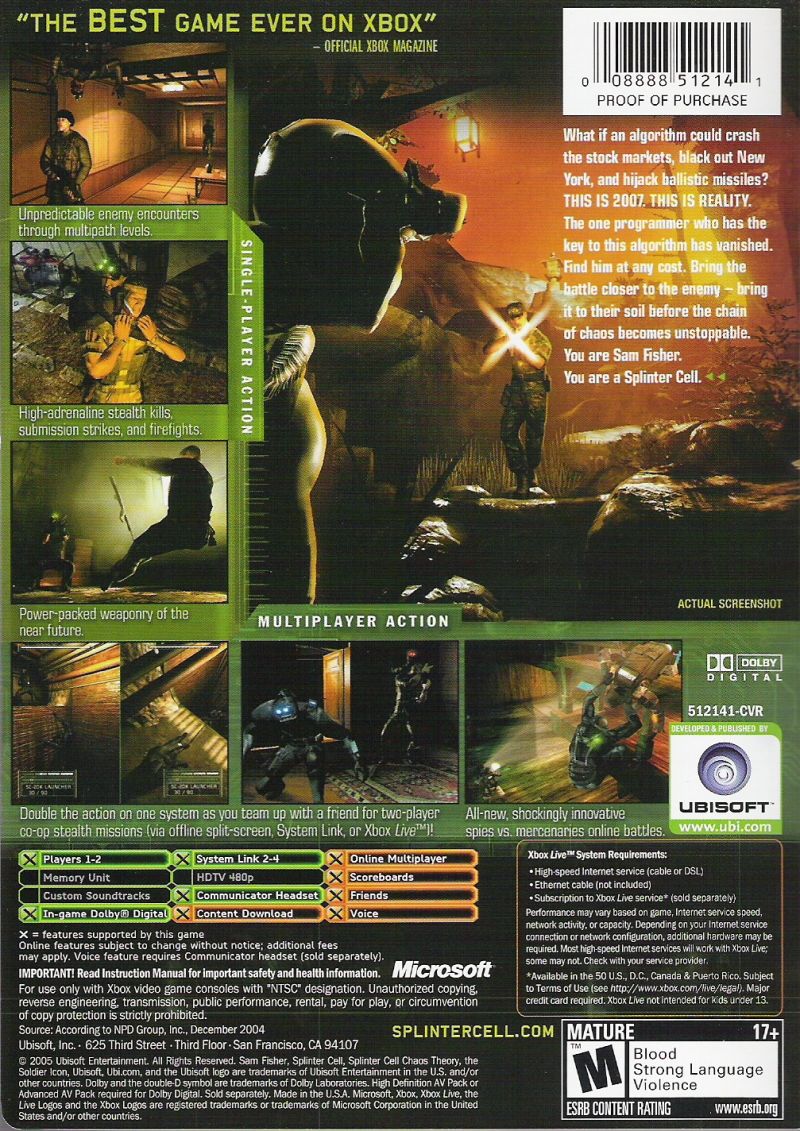 "THE BEST GAME EVER ON XBOX"
– OFFICIAL XBOX MAGAZINE
0 08888 51214 1
PROOF OF PURCHASE
What if an algorithm could crash
the stock markets, black out New
York, and hijack ballistic missiles?
THIS IS 2007. THIS IS REALITY.
The one programmer who has the
key to this algorithm has vanished.
Find him at any cost. Bring the
battle closer to the enemy – bring
it to their soil before the chain
of chaos becomes unstoppable.
You are Sam Fisher.
You are a Splinter Cell.
Unpredictable enemy encounters
through multipath levels.
SINGLE-PLAYER ACTION
High-adrenaline stealth kills,
submission strikes, and firefights.
Power-packed weaponry of the
near future.
ACTUAL SCREENSHOT
MULTIPLAYER ACTION
SC-20K LAUNCHER
30 / 90
SC-20K LAUNCHER
30 / 90
DOLBY
DIGITAL
512141-CVR
DEVELOPED & PUBLISHED BY
UBISOFT™
www.ubi.com
Double the action on one system as you team up with a friend for two-player
co-op stealth missions (via offline split-screen, System Link, or Xbox Live™)!
All-new, shockingly innovative
spies vs. mercenaries online battles.
X Players 1-2
Memory Unit
Custom Soundtracks
X In-game Dolby® Digital
X System Link 2-4
HDTV 480p
X Communicator Headset
X Content Download
X Online Multiplayer
X Scoreboards
X Friends
X Voice
X = features supported by this game
Online features subject to change without notice; additional fees
may apply. Voice feature requires Communicator headset (sold separately).
IMPORTANT! Read Instruction Manual for important safety and health information.
Microsoft
For use only with Xbox video game consoles with "NTSC" designation. Unauthorized copying,
reverse engineering, transmission, public performance, rental, pay for play, or circumvention
of copy protection is strictly prohibited.
Source: According to NPD Group, Inc., December 2004
Ubisoft, Inc. · 625 Third Street · Third Floor · San Francisco, CA 94107
SPLINTERCELL.COM
© 2005 Ubisoft Entertainment. All Rights Reserved. Sam Fisher, Splinter Cell, Splinter Cell Chaos Theory, the
Soldier Icon, Ubisoft, Ubi.com, and the Ubisoft logo are trademarks of Ubisoft Entertainment in the U.S. and/or
other countries. Dolby and the double-D symbol are trademarks of Dolby Laboratories. High Definition AV Pack or
Advanced AV Pack required for Dolby Digital. Sold separately. Made in the U.S.A. Microsoft, Xbox, Xbox Live, the
Live Logos and the Xbox Logos are registered trademarks or trademarks of Microsoft Corporation in the United
States and/or other countries.
Xbox Live™ System Requirements:
• High-speed Internet service (cable or DSL)
• Ethernet cable (not included)
• Subscription to Xbox Live service* (sold separately)
Performance may vary based on game, Internet service speed,
network activity, or capacity. Depending on your Internet service
connection or network configuration, additional hardware may be
required. Most high-speed Internet services will work with Xbox Live;
some may not. Check with your service provider.
*Available in the 50 U.S., D.C., Canada & Puerto Rico. Subject
to Terms of Use (see http://www.xbox.com/live/legal). Major
credit card required. Xbox Live not intended for kids under 13.
MATURE 17+
TM
M
Blood
Strong Language
Violence
ESRB CONTENT RATING www.esrb.org